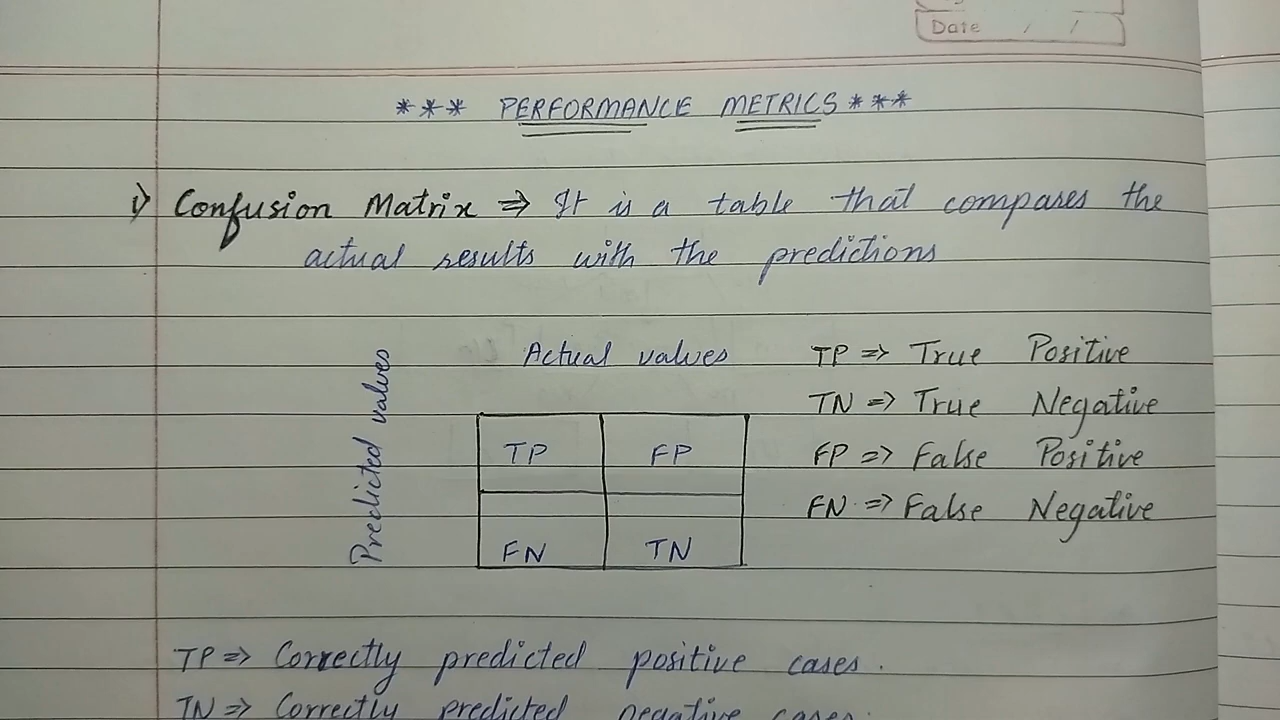 Date / /
*** PERFORMANCE METRICS ***
i) Confusion Matrix ⇒ It is a table that compares the
actual results with the predictions
Actual values
Predicted values
TP FP
FN TN
TP => True Positive
TN => True Negative
FP => False Positive
FN => False Negative
TP => Correctly predicted positive cases.
TN => Correctly predicted negative cases.